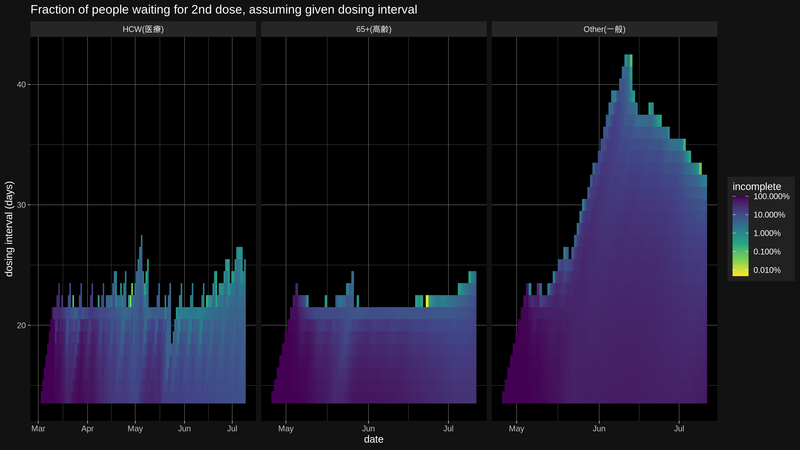 Fraction of people waiting for 2nd dose, assuming given dosing interval
HCW(医療)
65+(高齢)
Other(一般)
dosing interval (days)
40
30
20
Mar Apr May Jun Jul
May Jun Jul
May Jun Jul
date
incomplete
100.000%
10.000%
1.000%
0.100%
0.010%